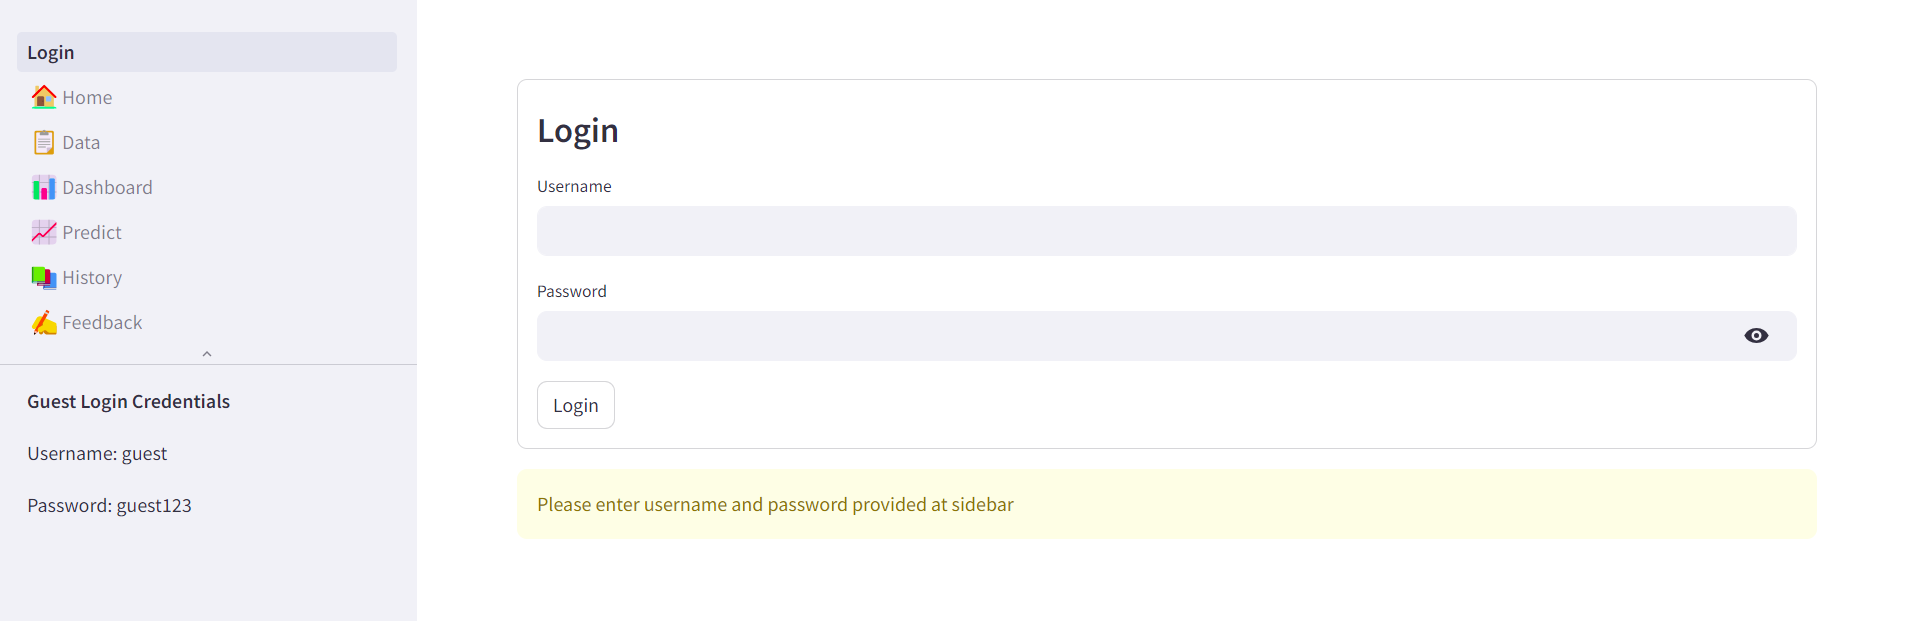 Login
Home
Data
Dashboard
Predict
History
Feedback
Guest Login Credentials
Username: guest
Password: guest123
Login
Username
Password
Login
Please enter username and password provided at sidebar